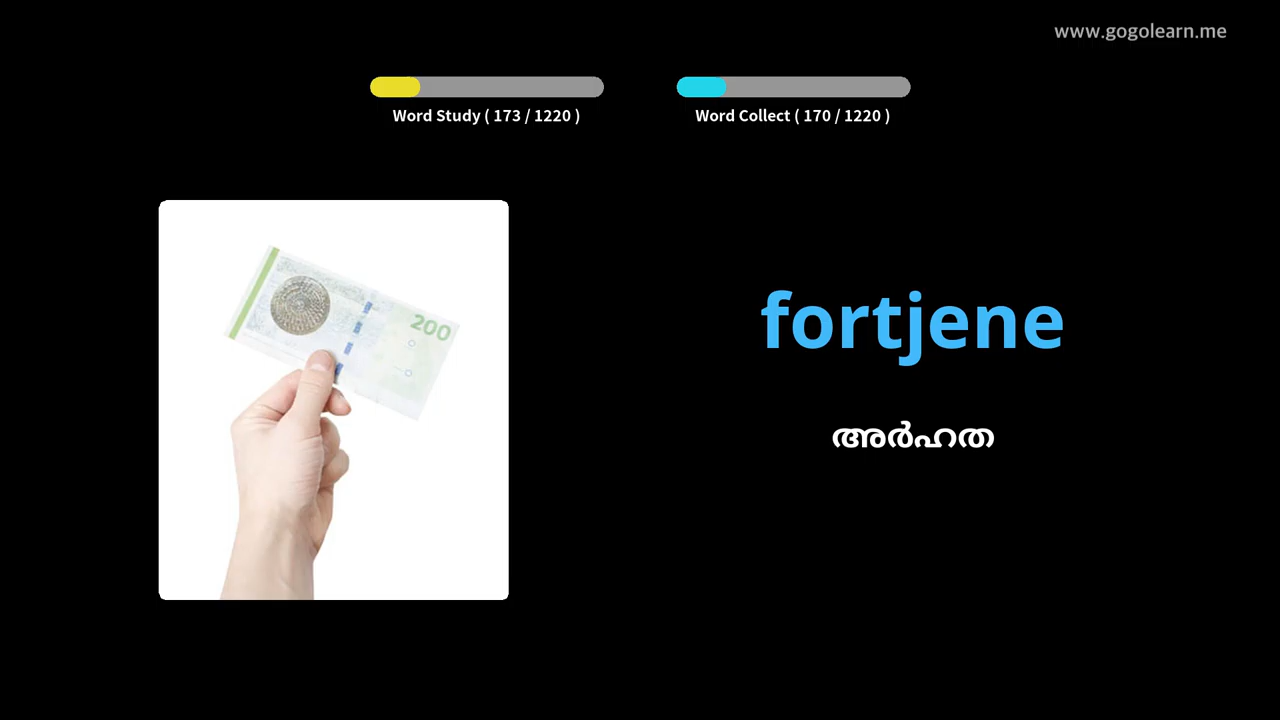 www.gogolearn.me
Word Study ( 173 / 1220 )
Word Collect ( 170 / 1220 )
200
fortjene
അർഹത